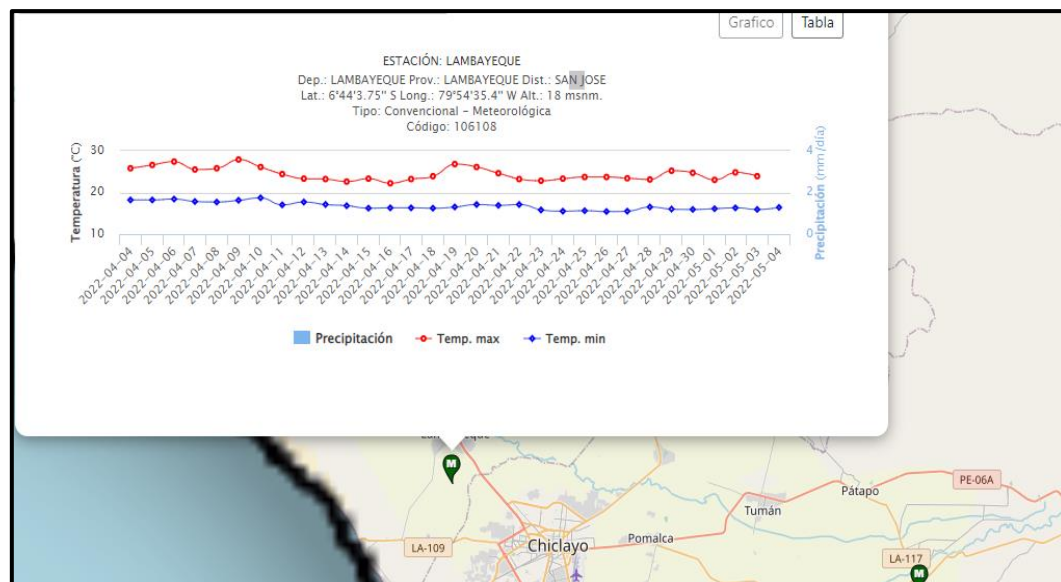 Grafico Tabla
ESTACIÓN: LAMBAYEQUE
Dep.: LAMBAYEQUE Prov.: LAMBAYEQUE Dist.: SAN JOSE
Lat.: 6°44'3.75'' S Long.: 79°54'35.4'' W Alt.: 18 msnm.
Tipo: Convencional - Meteorológica
Código: 106108
Temperatura (°C)
30
20
10
Precipitación (mm/día)
4
2
0
2022-04-04
2022-04-05
2022-04-06
2022-04-07
2022-04-08
2022-04-09
2022-04-10
2022-04-11
2022-04-12
2022-04-13
2022-04-14
2022-04-15
2022-04-16
2022-04-17
2022-04-18
2022-04-19
2022-04-20
2022-04-21
2022-04-22
2022-04-23
2022-04-24
2022-04-25
2022-04-26
2022-04-27
2022-04-28
2022-04-29
2022-04-30
2022-05-01
2022-05-02
2022-05-03
2022-05-04
Precipitación Temp. max Temp. min
M
PE-06A
Pátapo
Tumán
Pomalca
LA-109
Chiclayo
LA-117
M